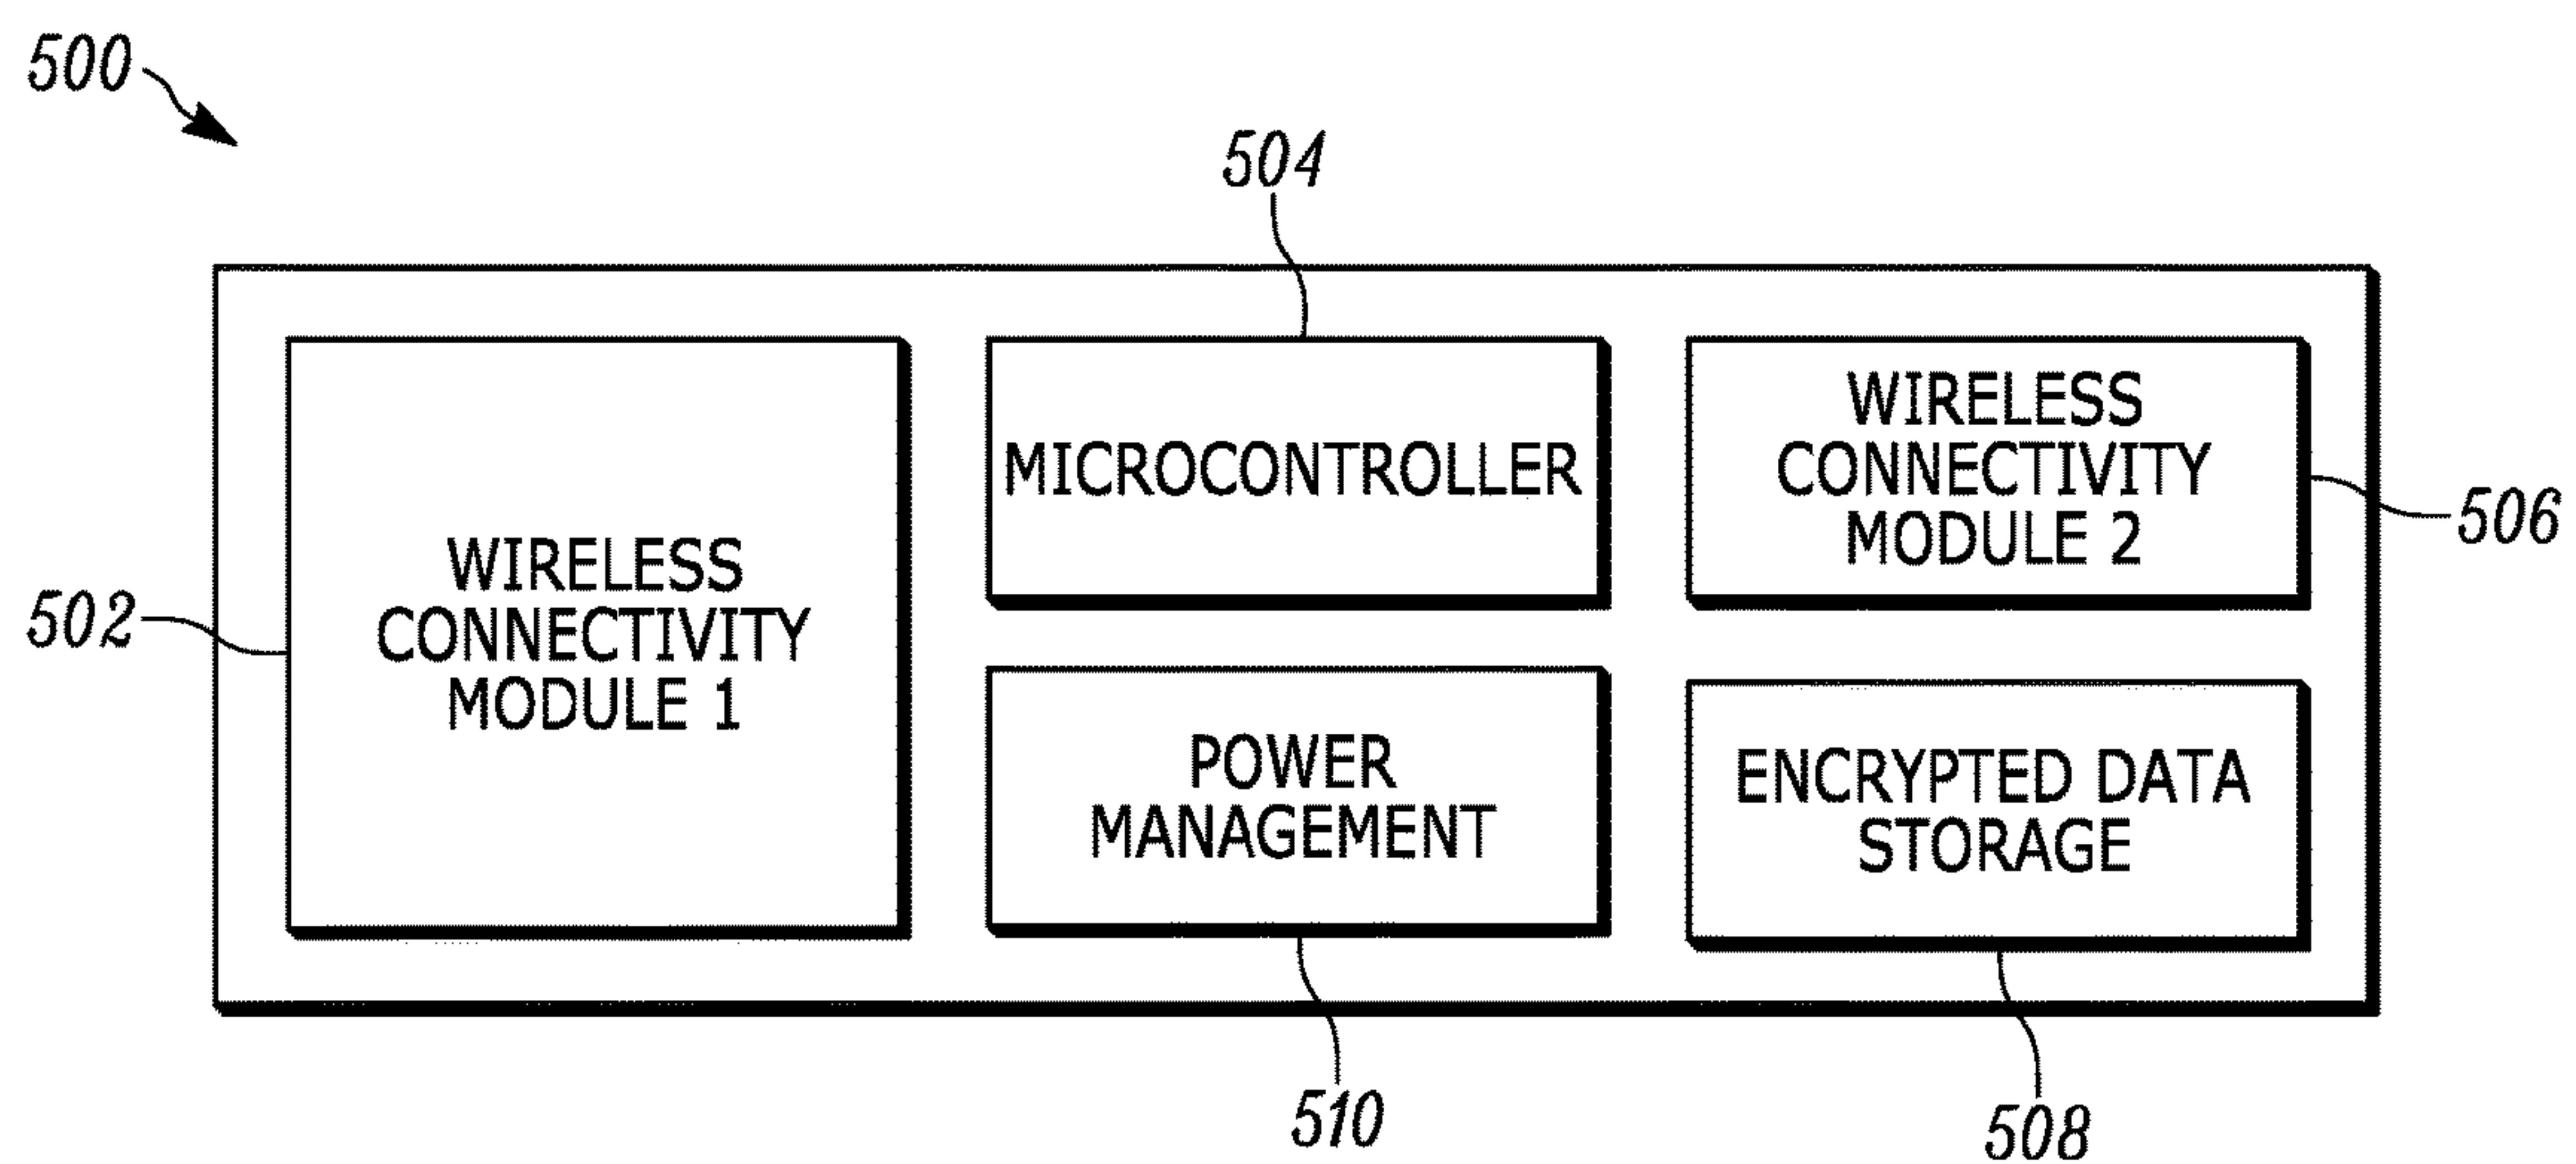 500
504
MICROCONTROLLER
WIRELESS
CONNECTIVITY
MODULE 2
506
502
WIRELESS
CONNECTIVITY
MODULE 1
POWER
MANAGEMENT
ENCRYPTED DATA
STORAGE
510
508